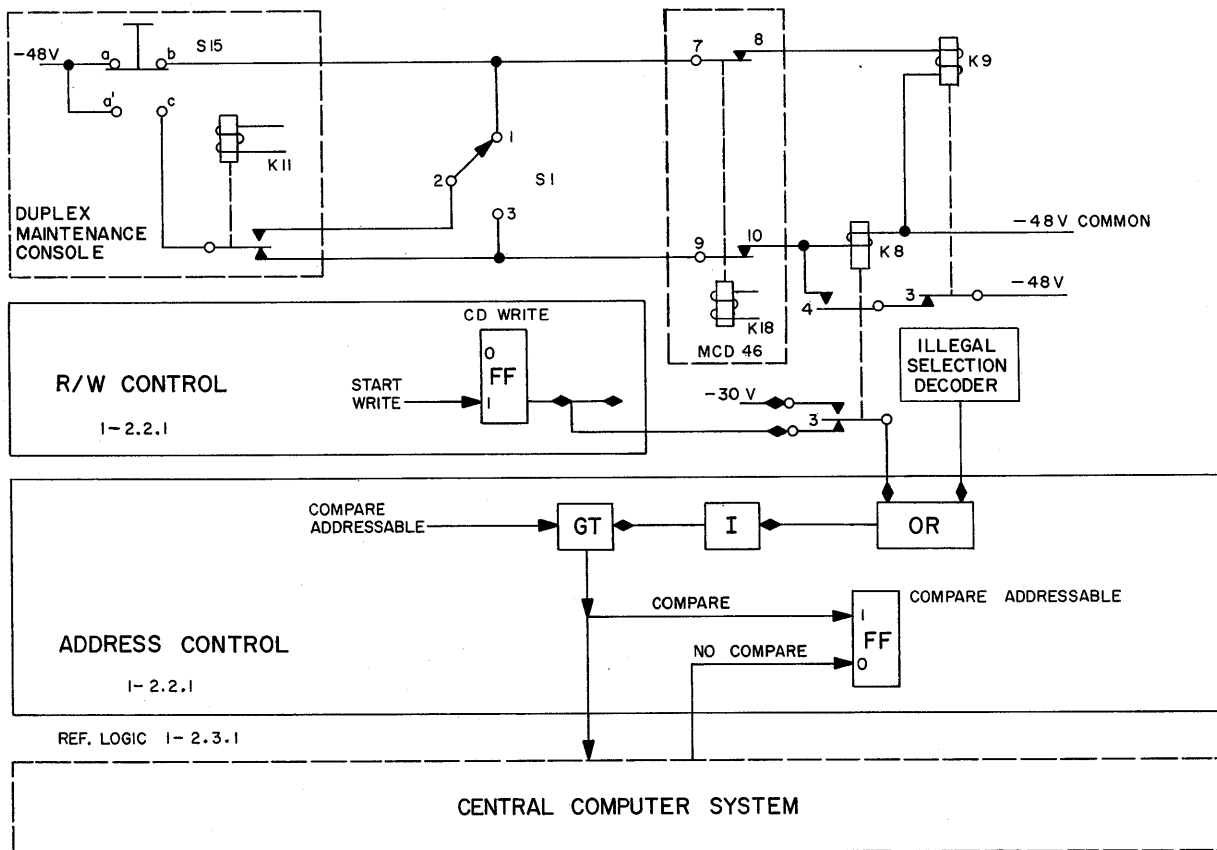 -48V
a
b
S15
a'
c
K11
DUPLEX
MAINTENANCE
CONSOLE
1
2
S1
3
7
8
9
10
K18
MCD 46
K9
K8
-48V COMMON
4
3
-48V
R/W CONTROL
1-2.2.1
CD WRITE
0
FF
1
START
WRITE
-30 V
3
ILLEGAL
SELECTION
DECODER
COMPARE
ADDRESSABLE
GT
I
OR
COMPARE
COMPARE ADDRESSABLE
1
FF
0
NO COMPARE
ADDRESS CONTROL
1-2.2.1
REF. LOGIC 1-2.3.1
CENTRAL COMPUTER SYSTEM